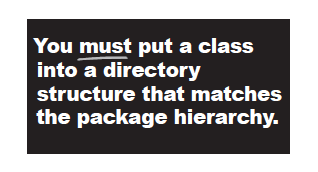 You must put a class
into a directory
structure that matches
the package hierarchy.